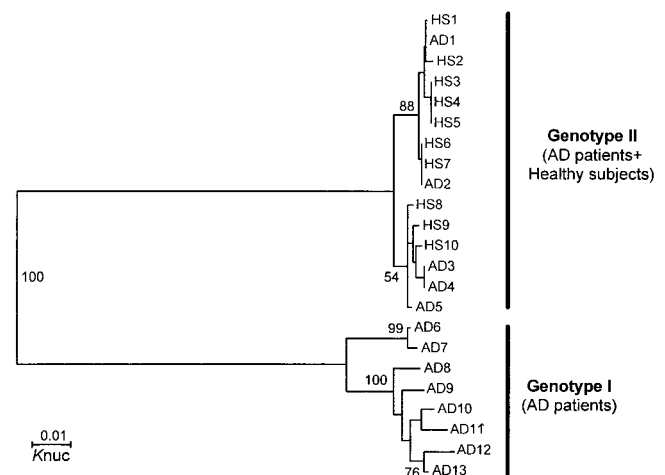 HS1
AD1
HS2
HS3
HS4
HS5
88
HS6
HS7
AD2
HS8
HS9
HS10
AD3
AD4
54
AD5
Genotype II
(AD patients+
Healthy subjects)
100
99
AD6
AD7
100
AD8
AD9
AD10
AD11
AD12
76
AD13
Genotype I
(AD patients)
0.01
Knuc